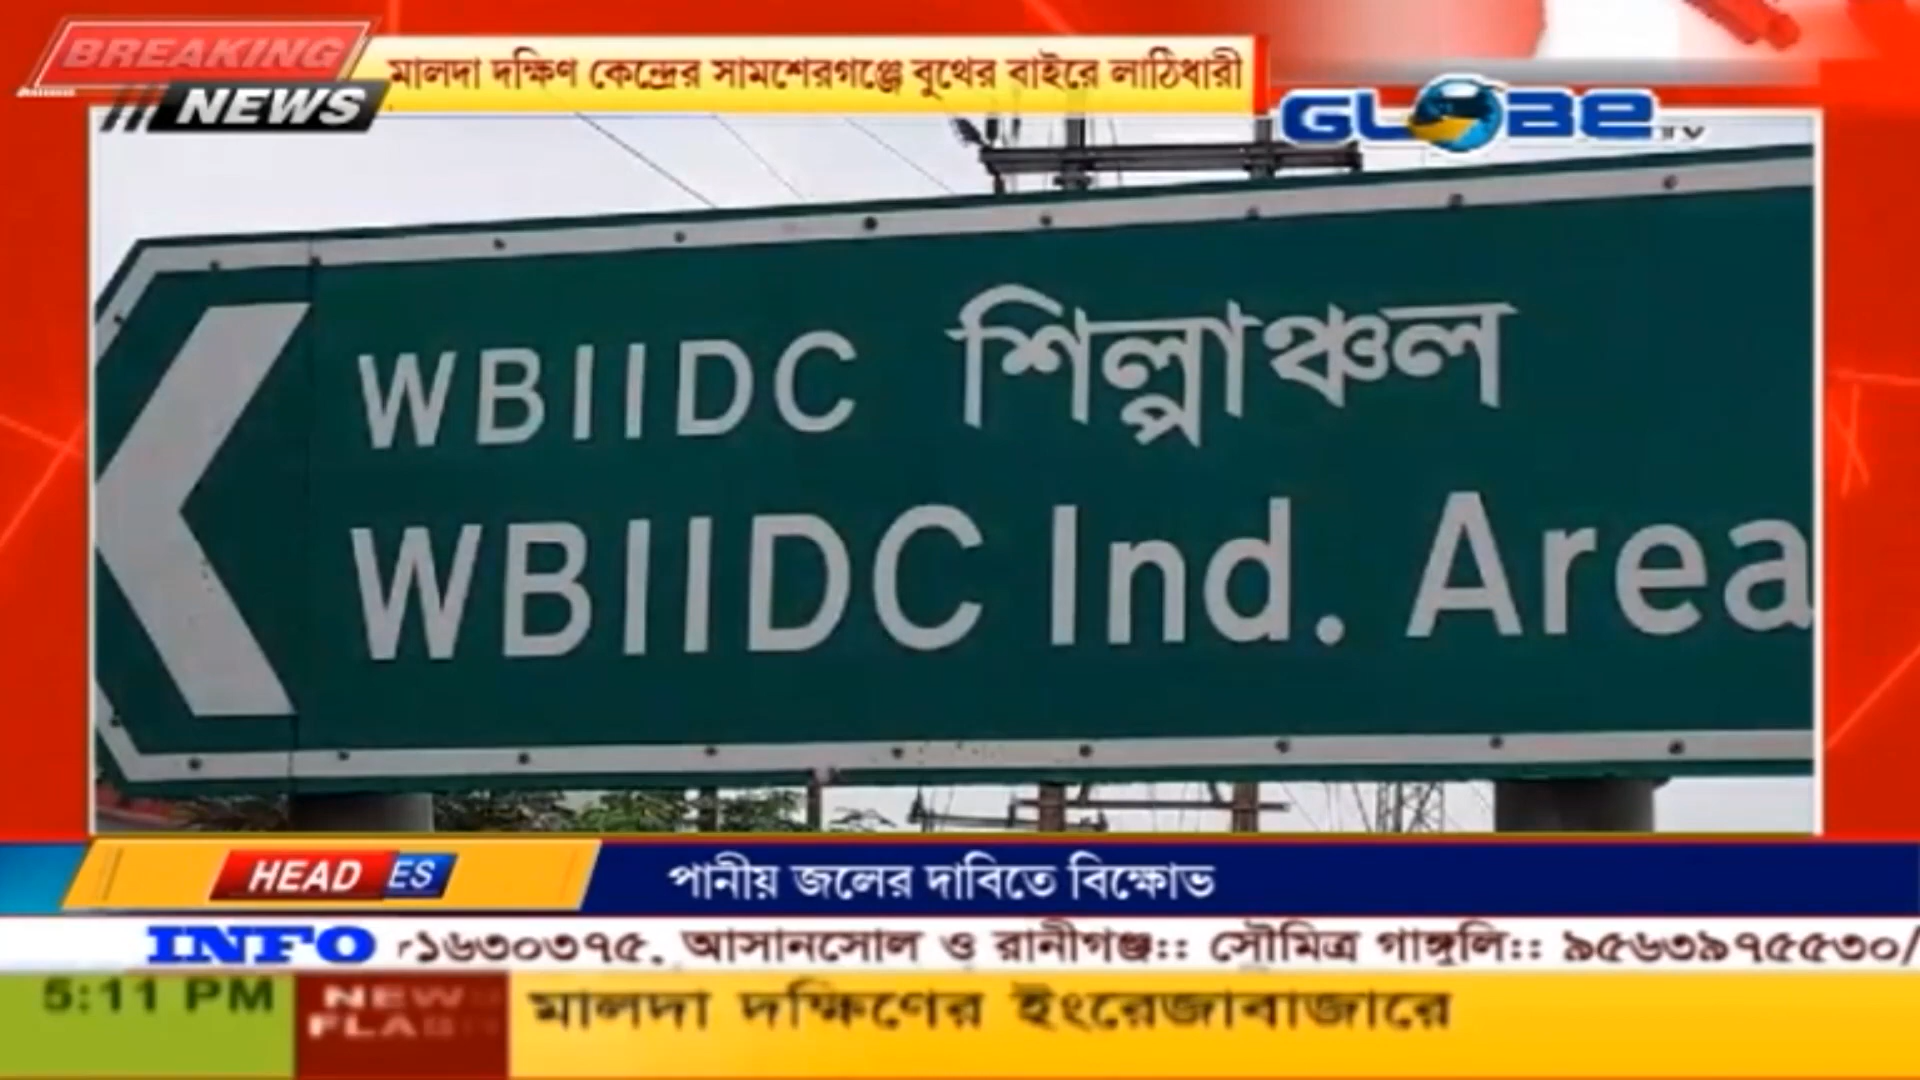 BREAKING
NEWS
মালদা দক্ষিণ কেন্দ্রের সামশেরগঞ্জে বুথের বাইরে লাঠিধারী
GLOBE TV
WBIIDC শিল্পাঞ্চল
WBIIDC Ind. Area
HEAD ES
পানীয় জলের দাবিতে বিক্ষোভ
INFO ১৬৩০৩৭৫. আসানসোল ও রানীগঞ্জ:: সৌমিত্র গাঙ্গুলি:: ৯৫৬৩৯৭৫৫৩০/
5:11 PM
NEWS
FLASH
মালদা দক্ষিণের ইংরেজাবাজারে